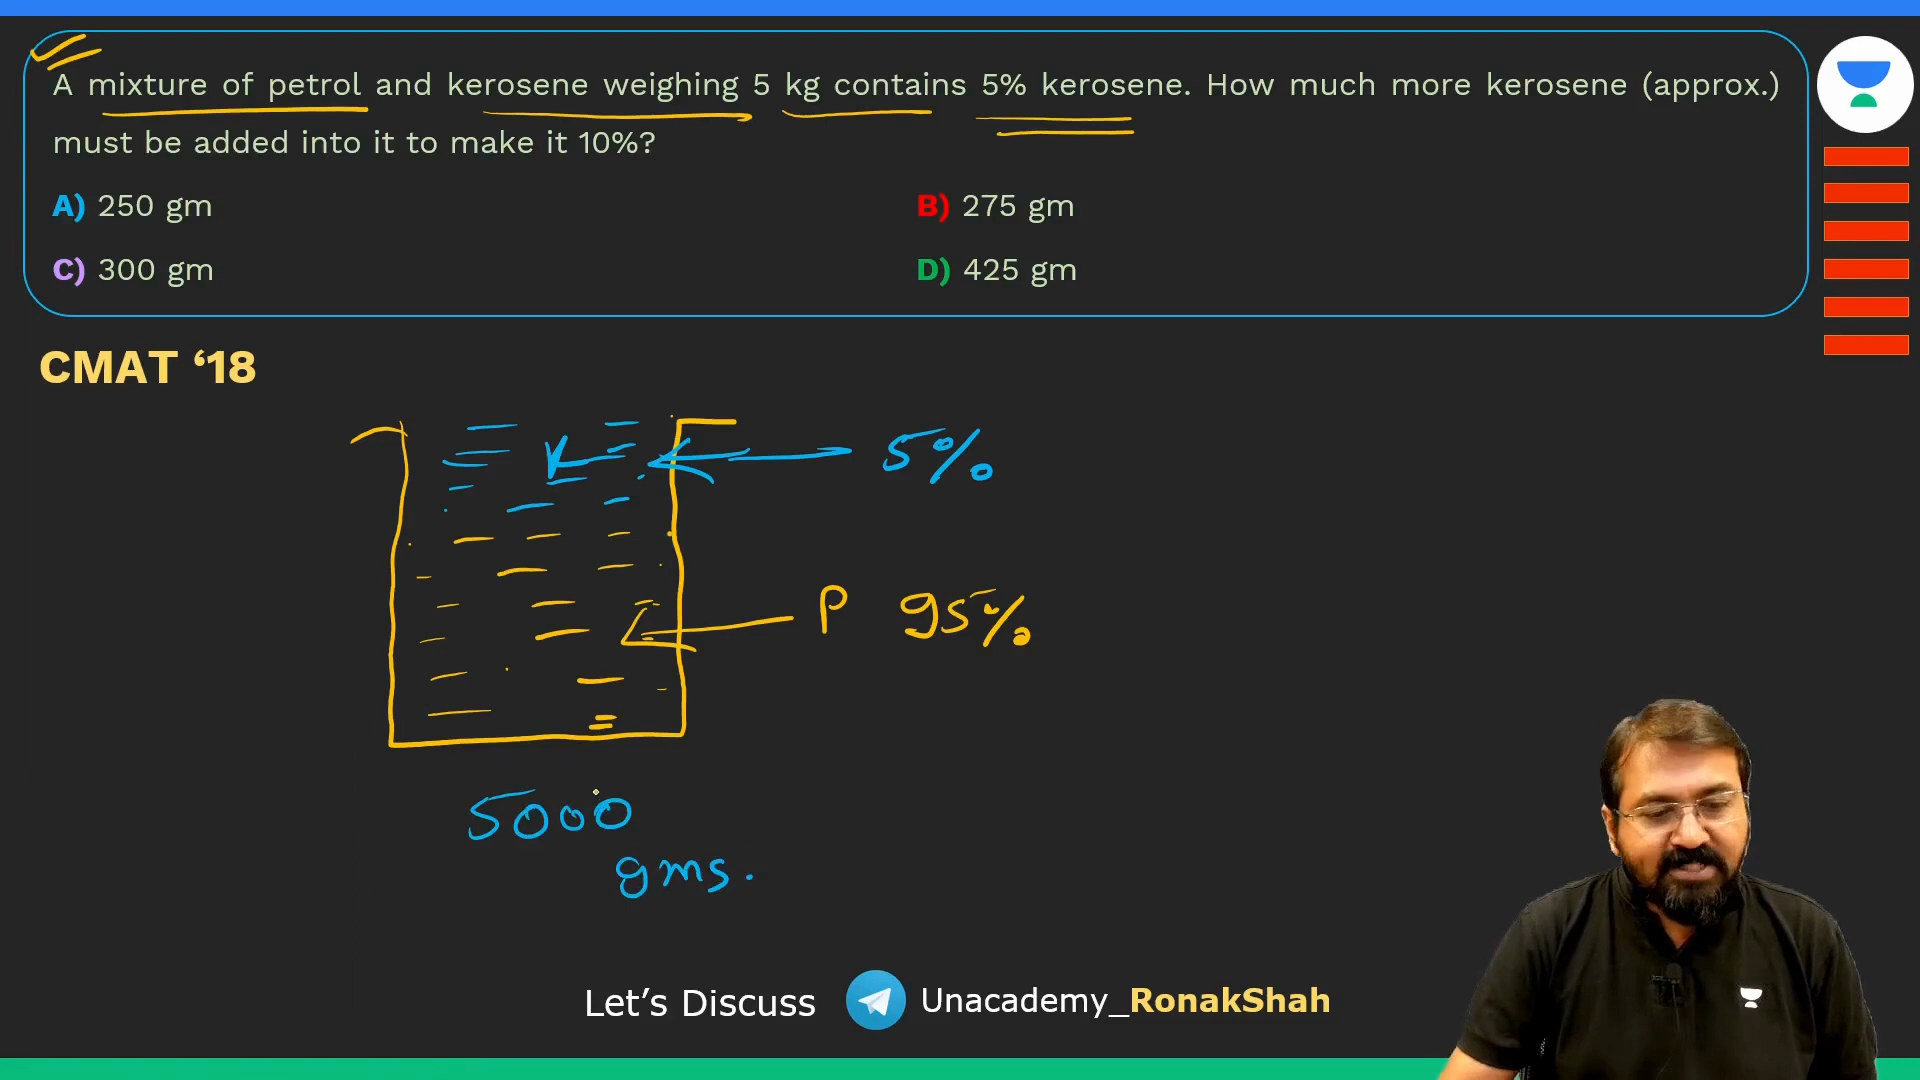 A mixture of petrol and kerosene weighing 5 kg contains 5% kerosene. How much more kerosene (approx.)
must be added into it to make it 10%?
A) 250 gm
B) 275 gm
C) 300 gm
D) 425 gm
CMAT ‘18
5%
P 95%
5000
gms.
Let’s Discuss
Unacademy_RonakShah